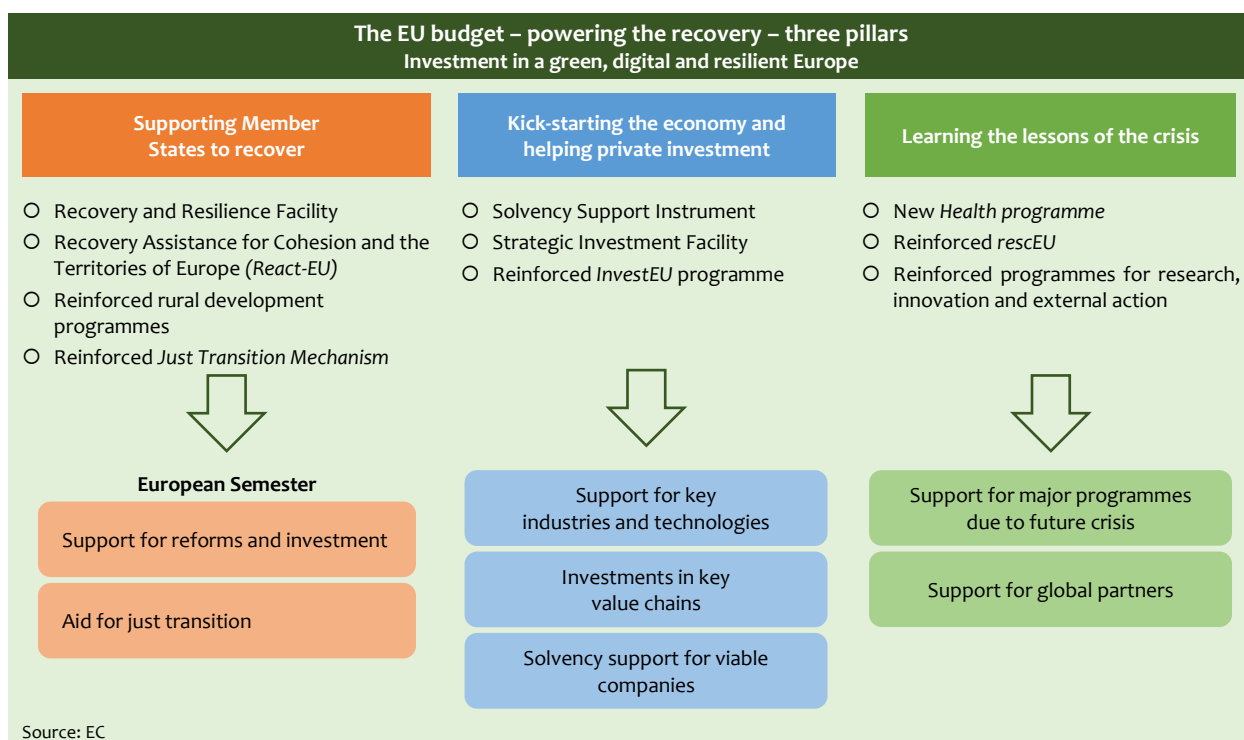 The EU budget – powering the recovery – three pillars
Investment in a green, digital and resilient Europe
Supporting Member
States to recover
Recovery and Resilience Facility
Recovery Assistance for Cohesion and the
Territories of Europe (React-EU)
Reinforced rural development
programmes
Reinforced Just Transition Mechanism
European Semester
Support for reforms and investment
Aid for just transition
Kick-starting the economy and
helping private investment
Solvency Support Instrument
Strategic Investment Facility
Reinforced InvestEU programme
Support for key
industries and technologies
Investments in key
value chains
Solvency support for viable
companies
Learning the lessons of the crisis
New Health programme
Reinforced rescEU
Reinforced programmes for research,
innovation and external action
Support for major programmes
due to future crisis
Support for global partners
Source: EC